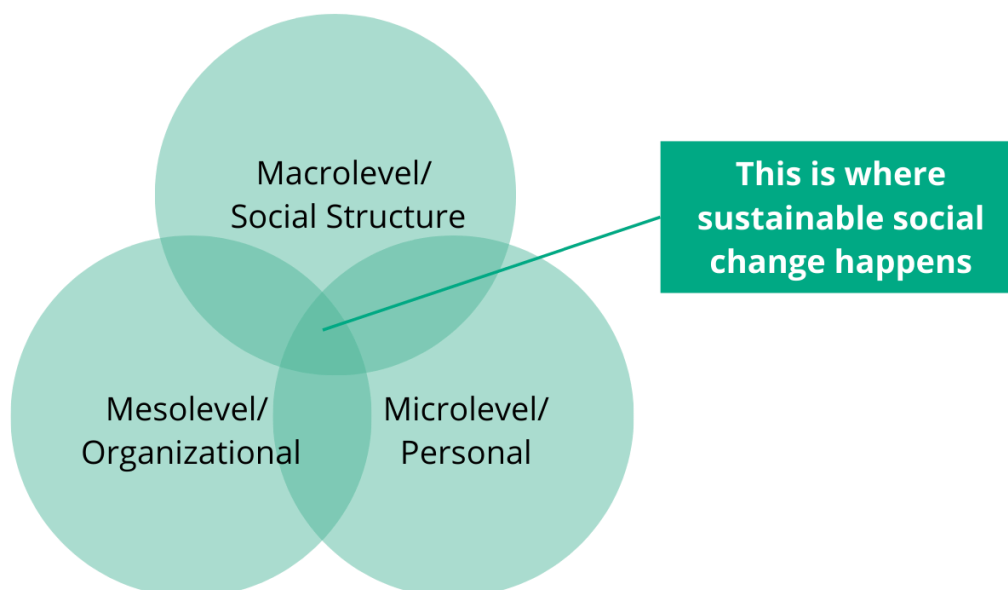 Macrolevel/
Social Structure
This is where
sustainable social
change happens
Mesolevel/
Organizational
Microlevel/
Personal